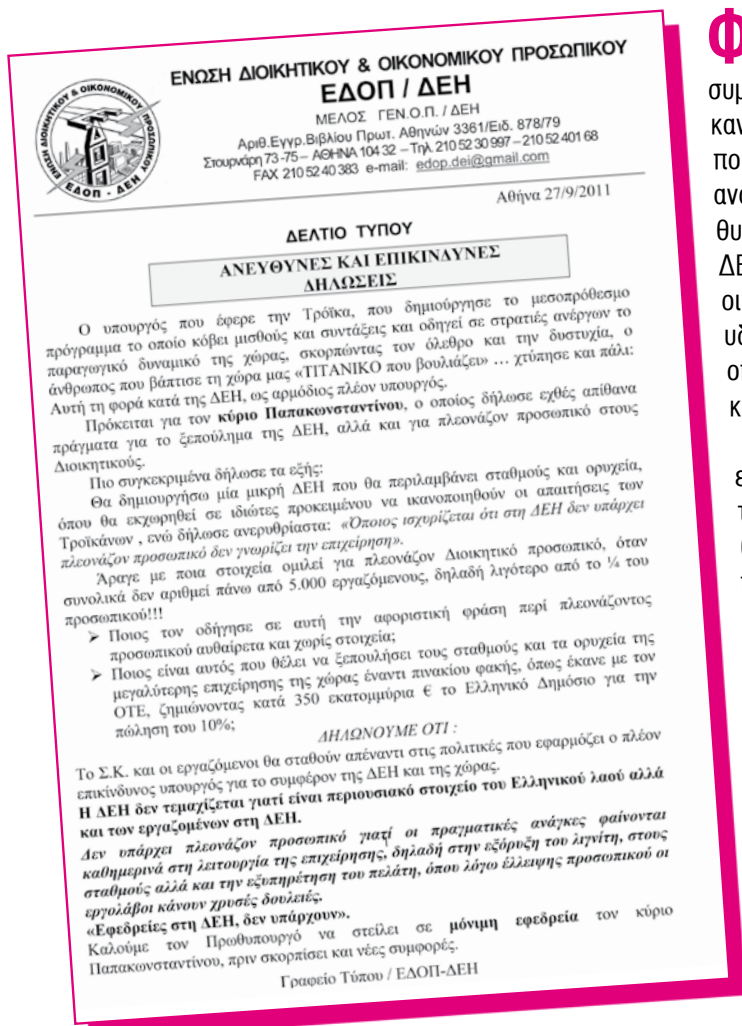 ΕΝΩΣΗ ΔΙΟΙΚΗΤΙΚΟΥ & ΟΙΚΟΝΟΜΙΚΟΥ ΠΡΟΣΩΠΙΚΟΥ
ΕΔΟΠ / ΔΕΗ
ΜΕΛΟΣ ΓΕΝ.Ο.Π. / ΔΕΗ
Αριθ.Εγγρ.Βιβλίου Πρωτ. Αθηνών 3361/Ειδ. 878/79
Στουρνάρη 73 -75 – ΑΘΗΝΑ 104 32 – Τηλ. 210 52 30 997 – 210 52 401 68
FAX 210 52 40 383 e-mail: edop.dei@gmail.com
ΕΝΩΣΗ ΔΙΟΙΚΗΤΙΚΟΥ & ΟΙΚΟΝΟΜΙΚΟΥ ΠΡΟΣΩΠΙΚΟΥ
ΕΔΟΠ - ΔΕΗ
Αθήνα 27/9/2011
ΔΕΛΤΙΟ ΤΥΠΟΥ
ΑΝΕΥΘΥΝΕΣ ΚΑΙ ΕΠΙΚΙΝΔΥΝΕΣ
ΔΗΛΩΣΕΙΣ
Ο υπουργός που έφερε την Τρόϊκα, που δημιούργησε το μεσοπρόθεσμο
πρόγραμμα το οποίο κόβει μισθούς και συντάξεις και οδηγεί σε στρατιές ανέργων το
παραγωγικό δυναμικό της χώρας, σκορπώντας τον όλεθρο και την δυστυχία, ο
άνθρωπος που βάπτισε τη χώρα μας «ΤΙΤΑΝΙΚΟ που βουλιάζει» … χτύπησε και πάλι:
Αυτή τη φορά κατά της ΔΕΗ, ως αρμόδιος πλέον υπουργός.
Πρόκειται για τον κύριο Παπακωνσταντίνου, ο οποίος δήλωσε εχθές απίθανα
πράγματα για το ξεπούλημα της ΔΕΗ, αλλά και για πλεονάζον προσωπικό στους
Διοικητικούς.
Πιο συγκεκριμένα δήλωσε τα εξής:
Θα δημιουργήσω μία μικρή ΔΕΗ που θα περιλαμβάνει σταθμούς και ορυχεία,
όπου θα εκχωρηθεί σε ιδιώτες προκειμένου να ικανοποιηθούν οι απαιτήσεις των
Τροϊκάνων , ενώ δήλωσε ανερυθρίαστα: «Όποιος ισχυρίζεται ότι στη ΔΕΗ δεν υπάρχει
πλεονάζον προσωπικό δεν γνωρίζει την επιχείρηση».
Άραγε με ποια στοιχεία ομιλεί για πλεονάζον Διοικητικό προσωπικό, όταν
συνολικά δεν αριθμεί πάνω από 5.000 εργαζόμενους, δηλαδή λιγότερο από το ¼ του
προσωπικού!!!
➢ Ποιος τον οδήγησε σε αυτή την αφοριστική φράση περί πλεονάζοντος
προσωπικού αυθαίρετα και χωρίς στοιχεία;
➢ Ποιος είναι αυτός που θέλει να ξεπουλήσει τους σταθμούς και τα ορυχεία της
μεγαλύτερης επιχείρησης της χώρας έναντι πινακίου φακής, όπως έκανε με τον
ΟΤΕ, ζημιώνοντας κατά 350 εκατομμύρια € το Ελληνικό Δημόσιο για την
πώληση του 10%;
ΔΗΛΩΝΟΥΜΕ ΟΤΙ :
Το Σ.Κ. και οι εργαζόμενοι θα σταθούν απέναντι στις πολιτικές που εφαρμόζει ο πλέον
επικίνδυνος υπουργός για το συμφέρον της ΔΕΗ και της χώρας.
Η ΔΕΗ δεν τεμαχίζεται γιατί είναι περιουσιακό στοιχείο του Ελληνικού λαού αλλά
και των εργαζομένων στη ΔΕΗ.
Δεν υπάρχει πλεονάζον προσωπικό γιατί οι πραγματικές ανάγκες φαίνονται
καθημερινά στη λειτουργία της επιχείρησης, δηλαδή στην εξόρυξη του λιγνίτη, στους
σταθμούς αλλά και την εξυπηρέτηση του πελάτη, όπου λόγω έλλειψης προσωπικού οι
εργολάβοι κάνουν χρυσές δουλειές.
«Εφεδρείες στη ΔΕΗ, δεν υπάρχουν».
Καλούμε τον Πρωθυπουργό να στείλει σε μόνιμη εφεδρεία τον κύριο
Παπακωνσταντίνου, πριν σκορπίσει και νέες συμφορές.
Γραφείο Τύπου / ΕΔΟΠ-ΔΕΗ
Φ
συμ
καν
πο
ανα
θυ
ΔΕ
οι
υδ
στ
κ
ε
τ